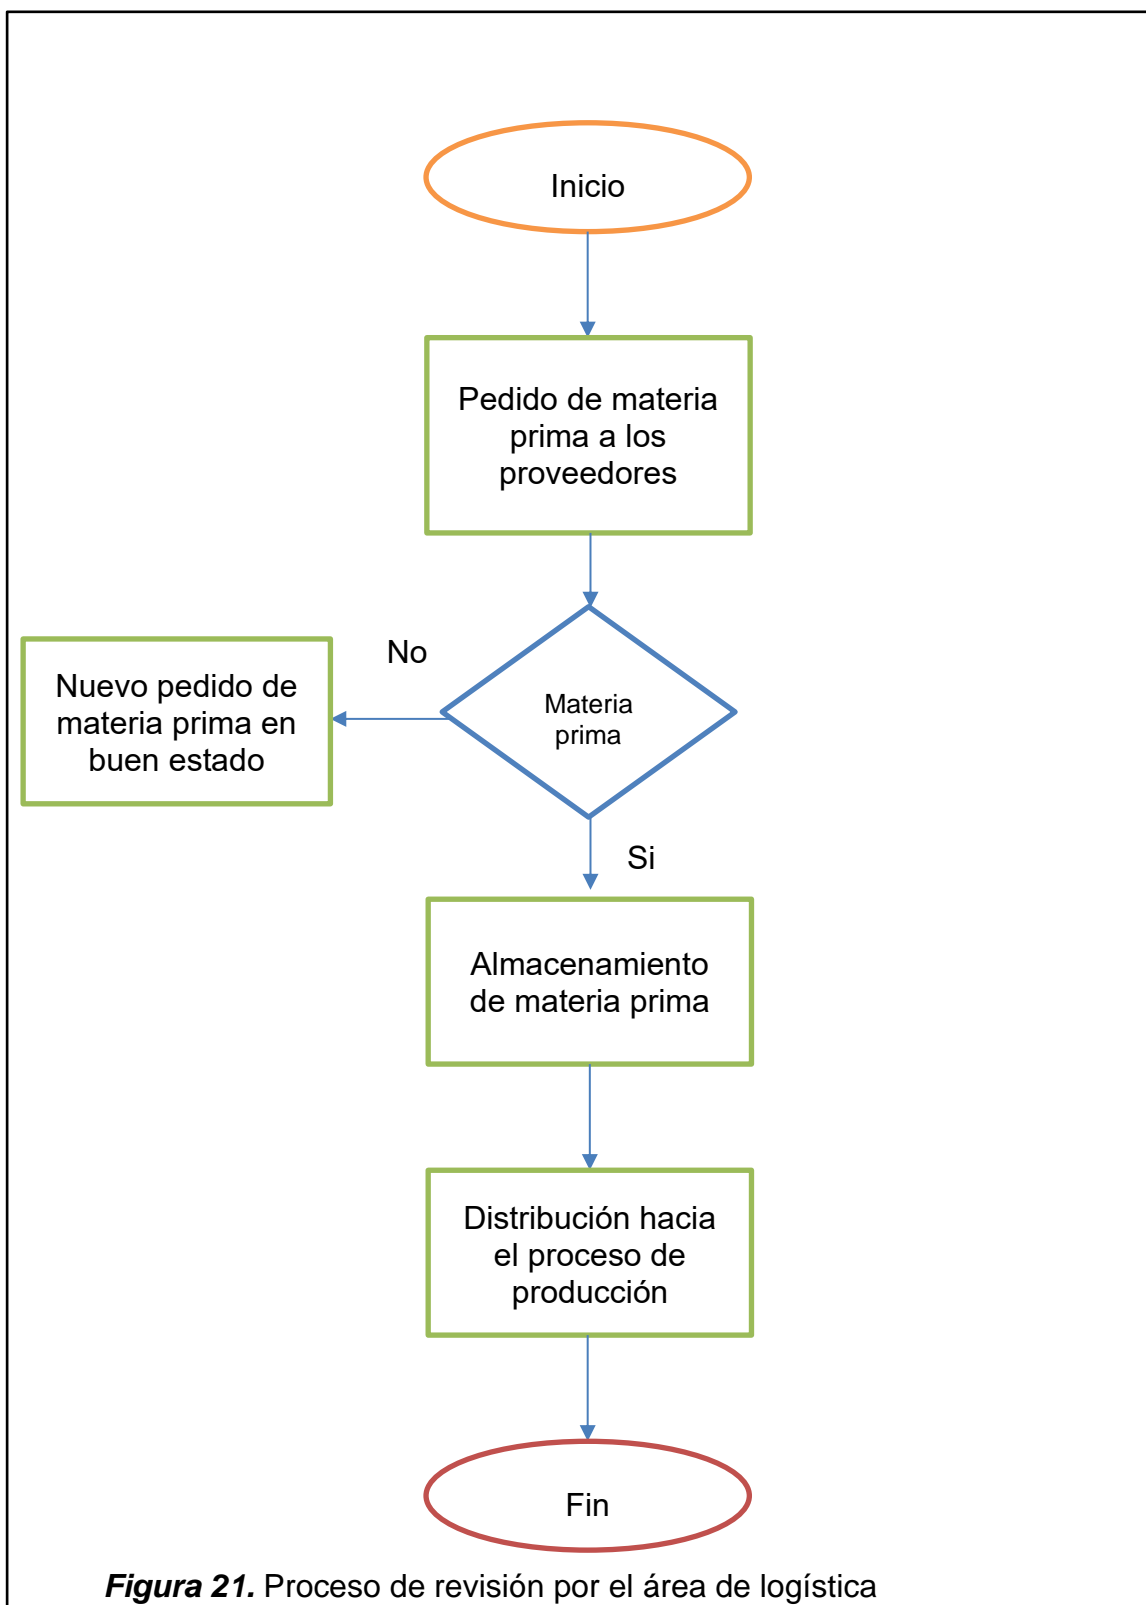 Inicio
Pedido de materia
prima a los
proveedores
No
Nuevo pedido de
materia prima en
buen estado
Materia
prima
Si
Almacenamiento
de materia prima
Distribución hacia
el proceso de
producción
Fin
Figura 21. Proceso de revisión por el área de logística